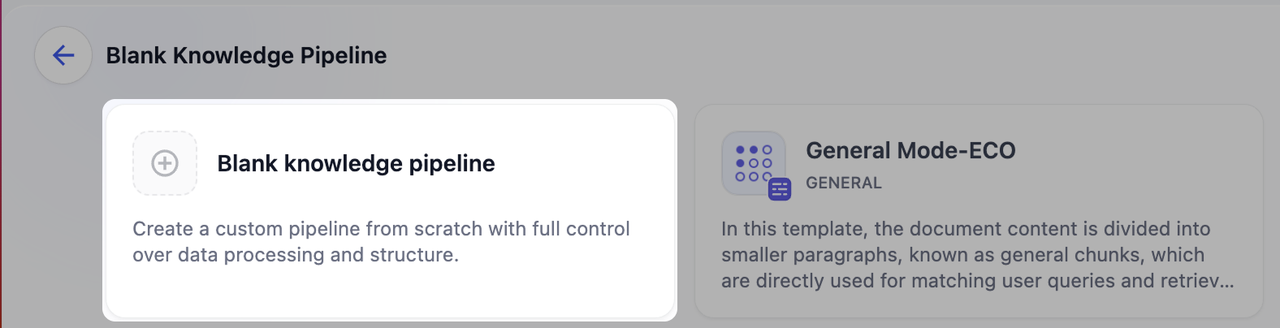 Blank Knowledge Pipeline
Blank knowledge pipeline
Create a custom pipeline from scratch with full control
over data processing and structure.
General Mode-ECO
GENERAL
In this template, the document content is divided into
smaller paragraphs, known as general chunks, which
are directly used for matching user queries and retriev...